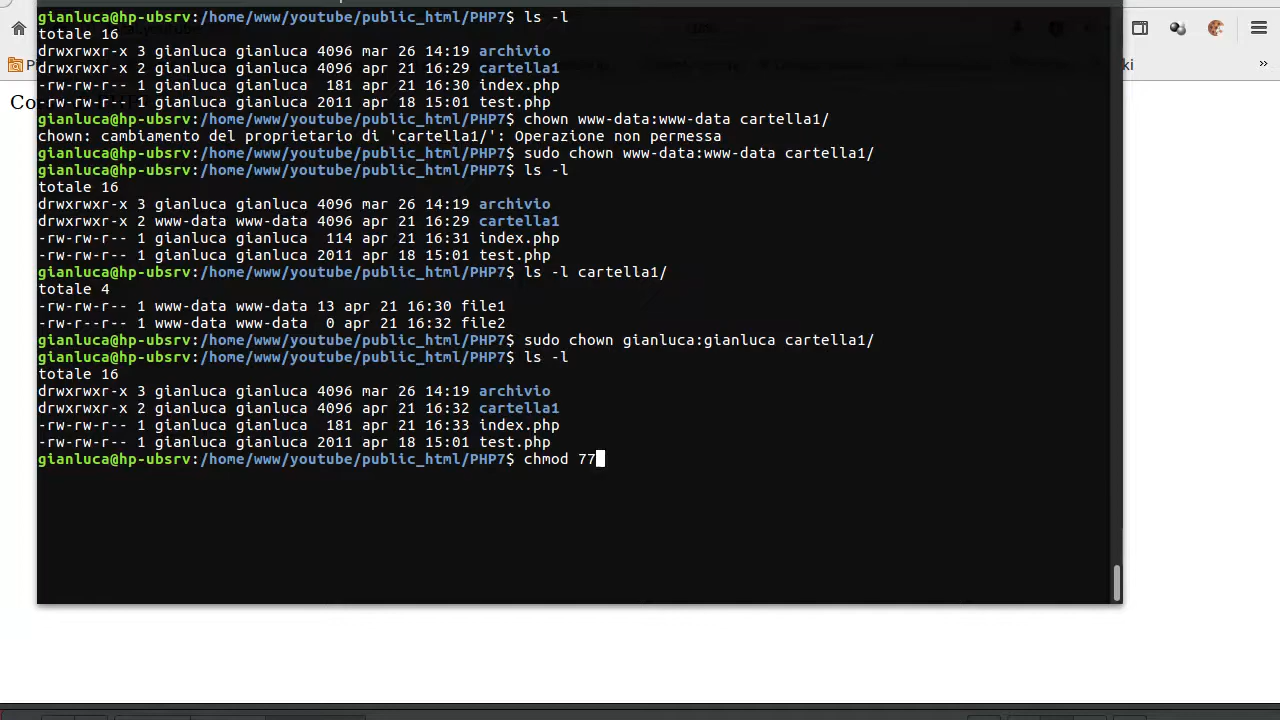 gianluca@hp-ubsrv:/home/www/youtube/public_html/PHP7$ ls -l
totale 16
drwxrwxr-x 3 gianluca gianluca 4096 mar 26 14:19 archivio
drwxrwxr-x 2 gianluca gianluca 4096 apr 21 16:29 cartella1
-rw-rw-r-- 1 gianluca gianluca  181 apr 21 16:30 index.php
-rw-rw-r-- 1 gianluca gianluca 2011 apr 18 15:01 test.php
gianluca@hp-ubsrv:/home/www/youtube/public_html/PHP7$ chown www-data:www-data cartella1/
chown: cambiamento del proprietario di 'cartella1/': Operazione non permessa
gianluca@hp-ubsrv:/home/www/youtube/public_html/PHP7$ sudo chown www-data:www-data cartella1/
gianluca@hp-ubsrv:/home/www/youtube/public_html/PHP7$ ls -l
totale 16
drwxrwxr-x 3 gianluca gianluca 4096 mar 26 14:19 archivio
drwxrwxr-x 2 www-data www-data 4096 apr 21 16:29 cartella1
-rw-rw-r-- 1 gianluca gianluca  114 apr 21 16:31 index.php
-rw-rw-r-- 1 gianluca gianluca 2011 apr 18 15:01 test.php
gianluca@hp-ubsrv:/home/www/youtube/public_html/PHP7$ ls -l cartella1/
totale 4
-rw-rw-r-- 1 www-data www-data 13 apr 21 16:30 file1
-rw-r--r-- 1 www-data www-data  0 apr 21 16:32 file2
gianluca@hp-ubsrv:/home/www/youtube/public_html/PHP7$ sudo chown gianluca:gianluca cartella1/
gianluca@hp-ubsrv:/home/www/youtube/public_html/PHP7$ ls -l
totale 16
drwxrwxr-x 3 gianluca gianluca 4096 mar 26 14:19 archivio
drwxrwxr-x 2 gianluca gianluca 4096 apr 21 16:32 cartella1
-rw-rw-r-- 1 gianluca gianluca  181 apr 21 16:33 index.php
-rw-rw-r-- 1 gianluca gianluca 2011 apr 18 15:01 test.php
gianluca@hp-ubsrv:/home/www/youtube/public_html/PHP7$ chmod 77